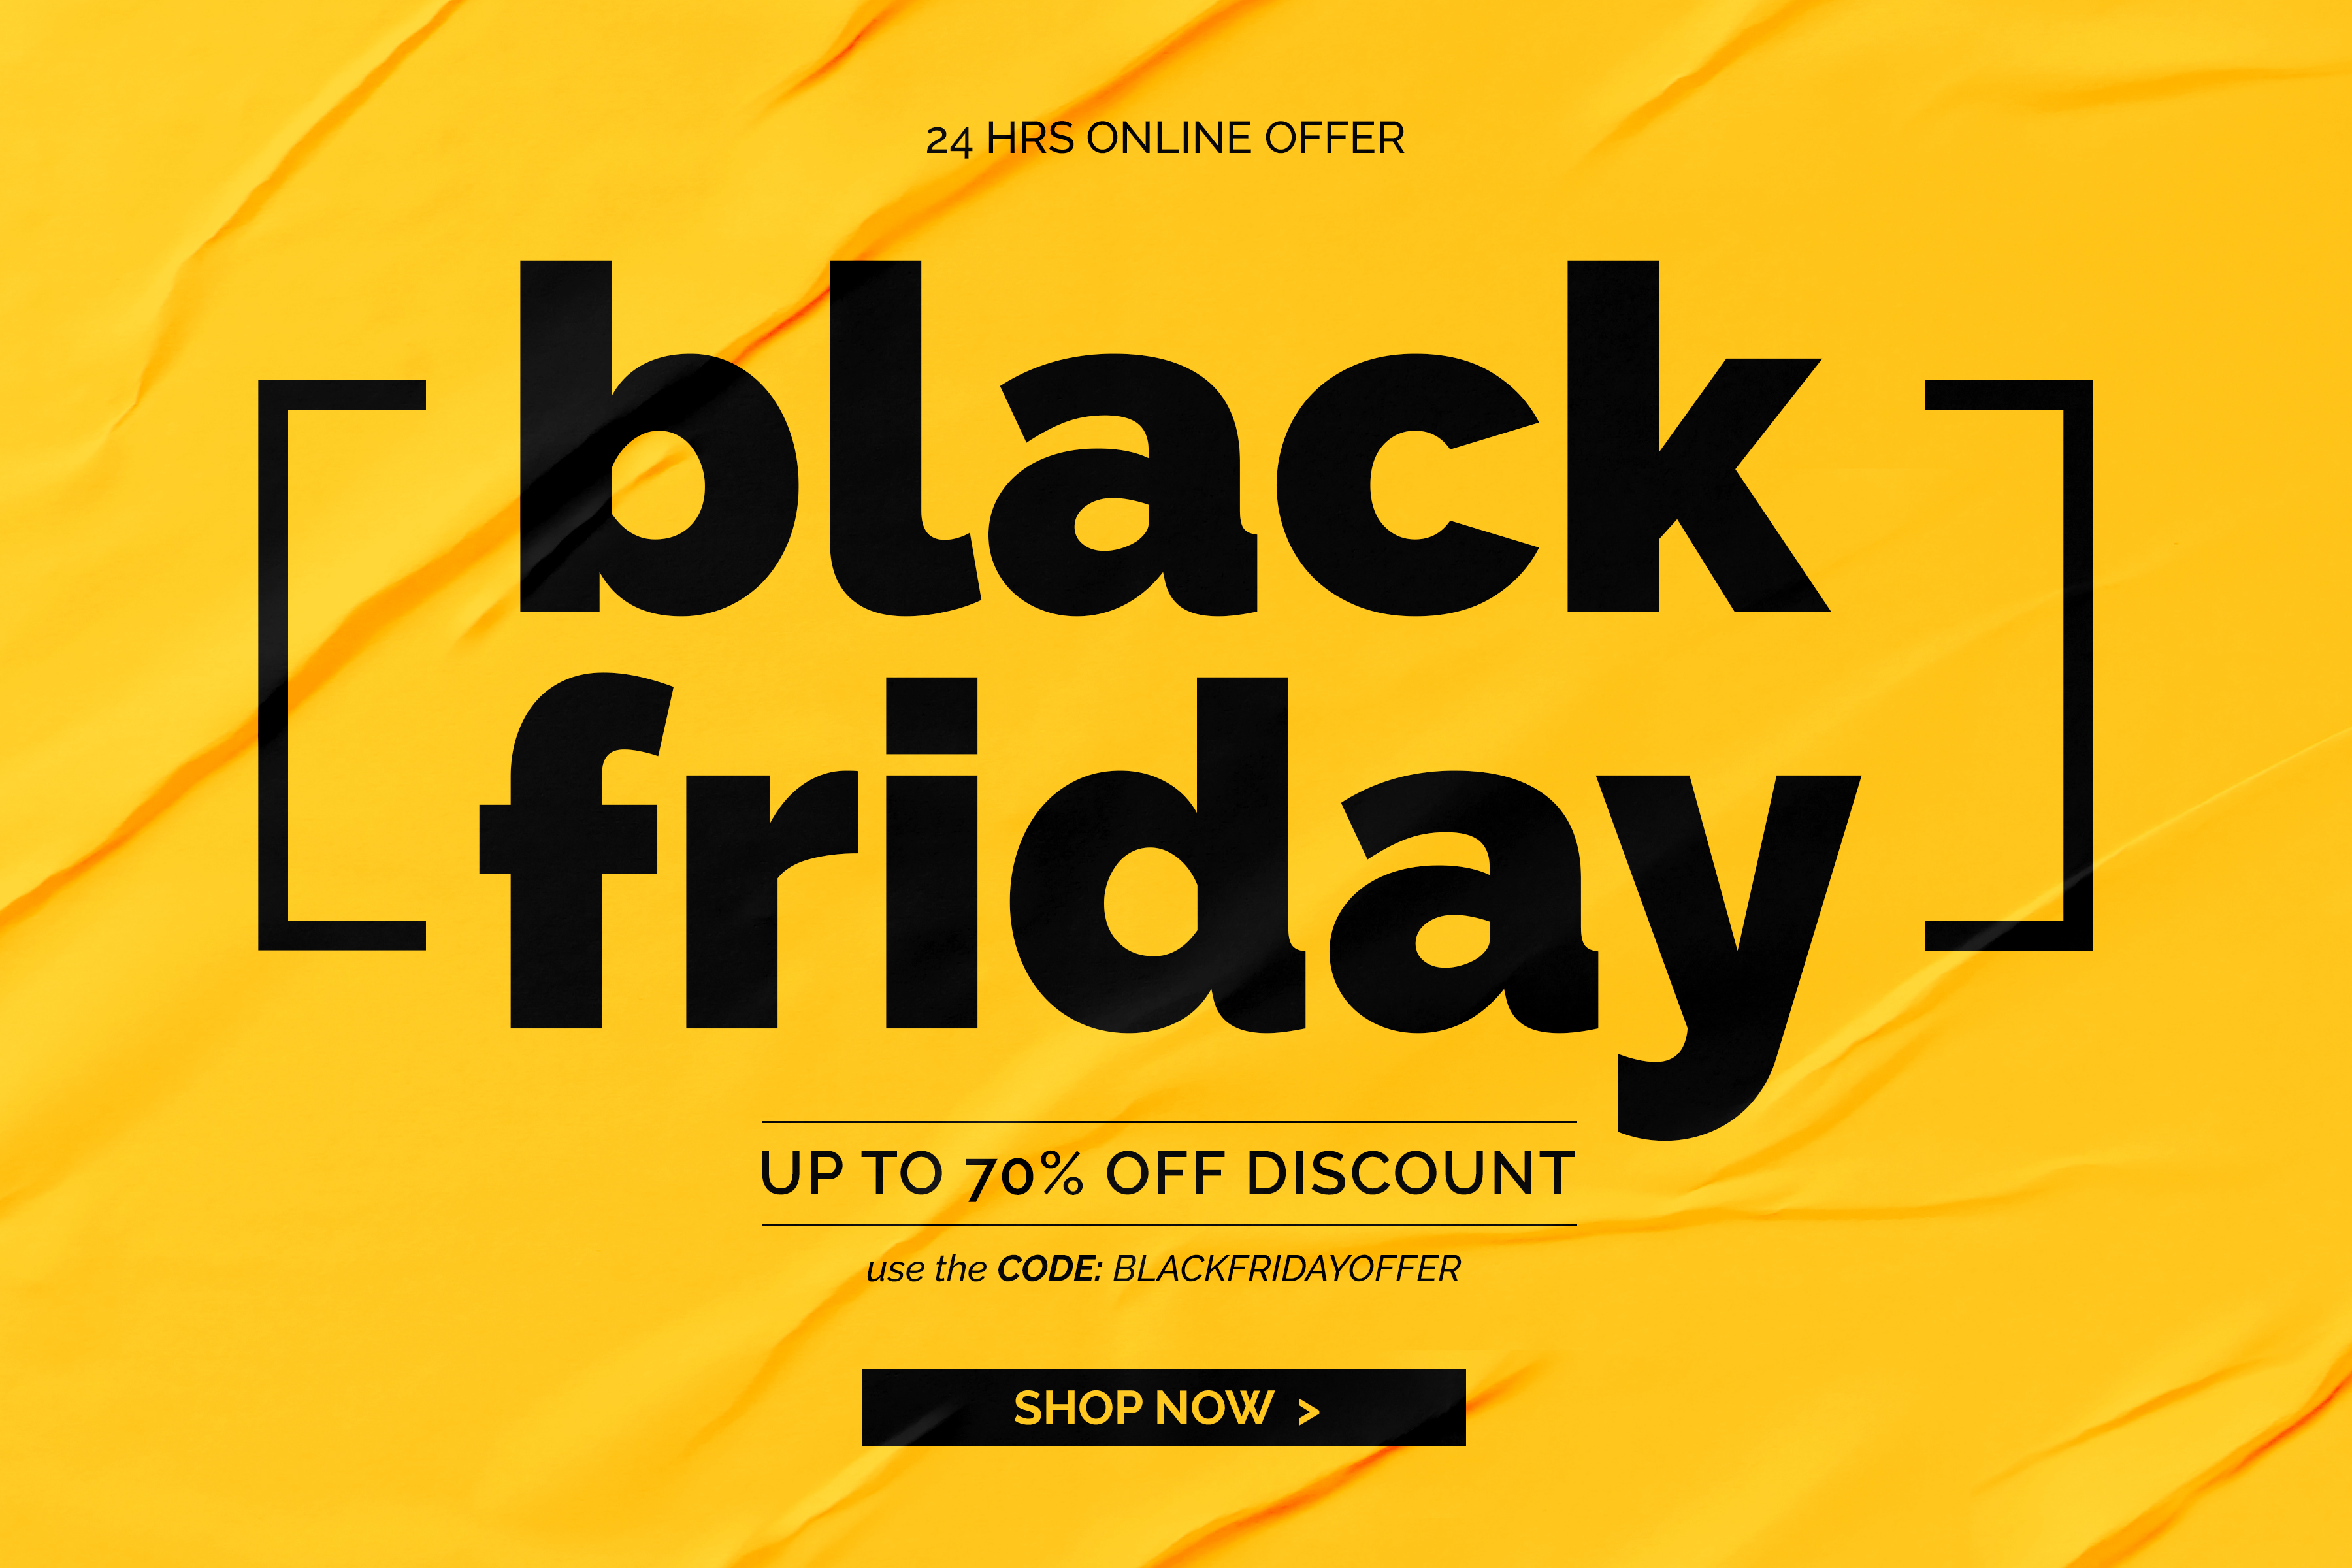 24 HRS ONLINE OFFER
black
friday
UP TO 70% OFF DISCOUNT
use the CODE: BLACKFRIDAYOFFER
SHOP NOW >